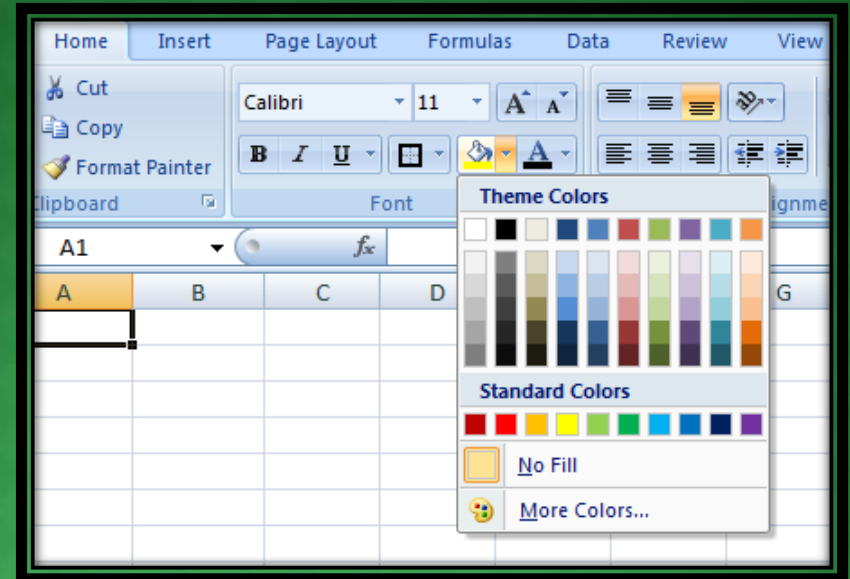 Home Insert Page Layout Formulas Data Review View
Cut
Calibri 11 A A
Copy
B I U A
Format Painter
Clipboard Font
Theme Colors
A1 fx
A B C D G
Standard Colors
No Fill
More Colors...